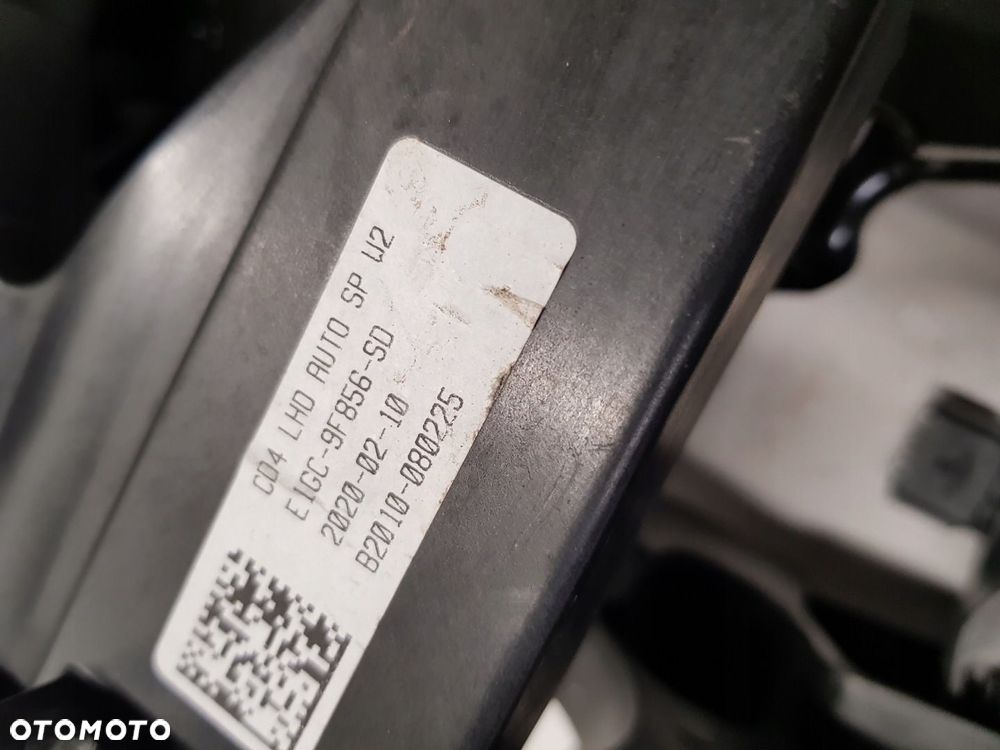 CD4 LHD AUTO SP W2
E1GC-9F856-SD
2020-02-10
B2010-080225
OTOMOTO